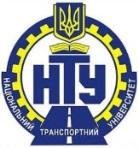 НТУ
НАЦІОНАЛЬНИЙ ТРАНСПОРТНИЙ УНІВЕРСИТЕТ